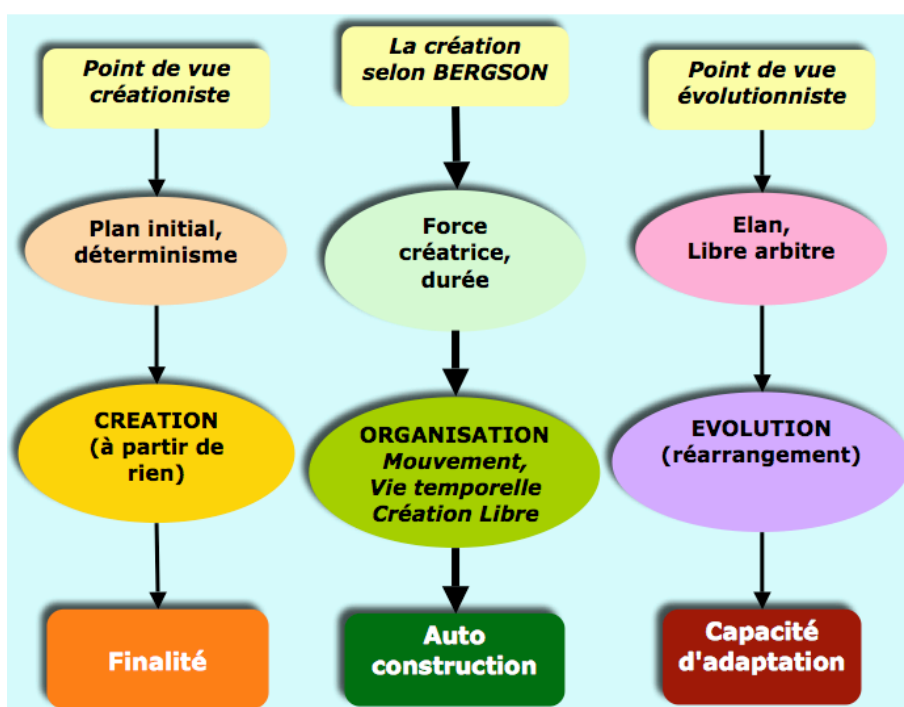 Point de vue
créationiste
Plan initial,
déterminisme
CREATION
(à partir de
rien)
Finalité
La création
selon BERGSON
Force
créatrice,
durée
ORGANISATION
Mouvement,
Vie temporelle
Création Libre
Auto
construction
Point de vue
évolutionniste
Elan,
Libre arbitre
EVOLUTION
(réarrangement)
Capacité
d'adaptation